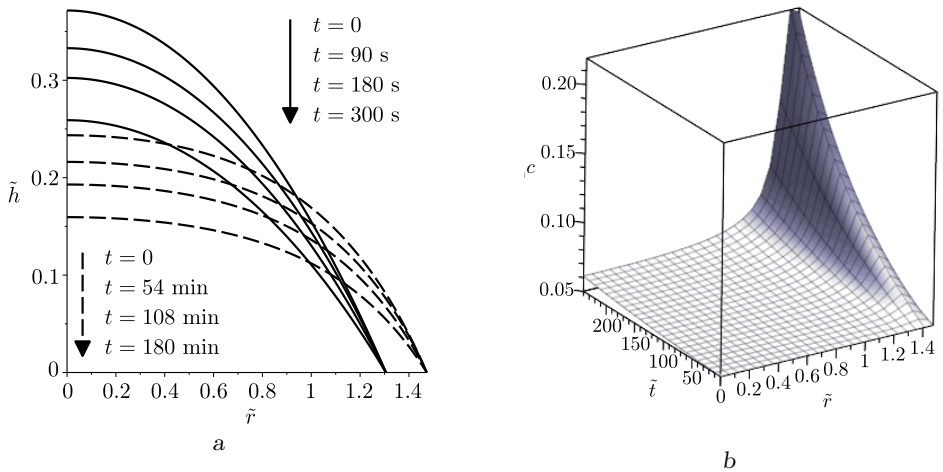 0.3
0.2
0.1
0
h̃
t = 0
t = 90 s
t = 180 s
t = 300 s
t = 0
t = 54 min
t = 108 min
t = 180 min
0 0.2 0.4 0.6 0.8 1 1.2 1.4
r̃
a
0.20
0.15
c
0.10
0.05
200
150
100
50
t̃
0 0.2 0.4 0.6 0.8 1 1.2 1.4
r̃
b